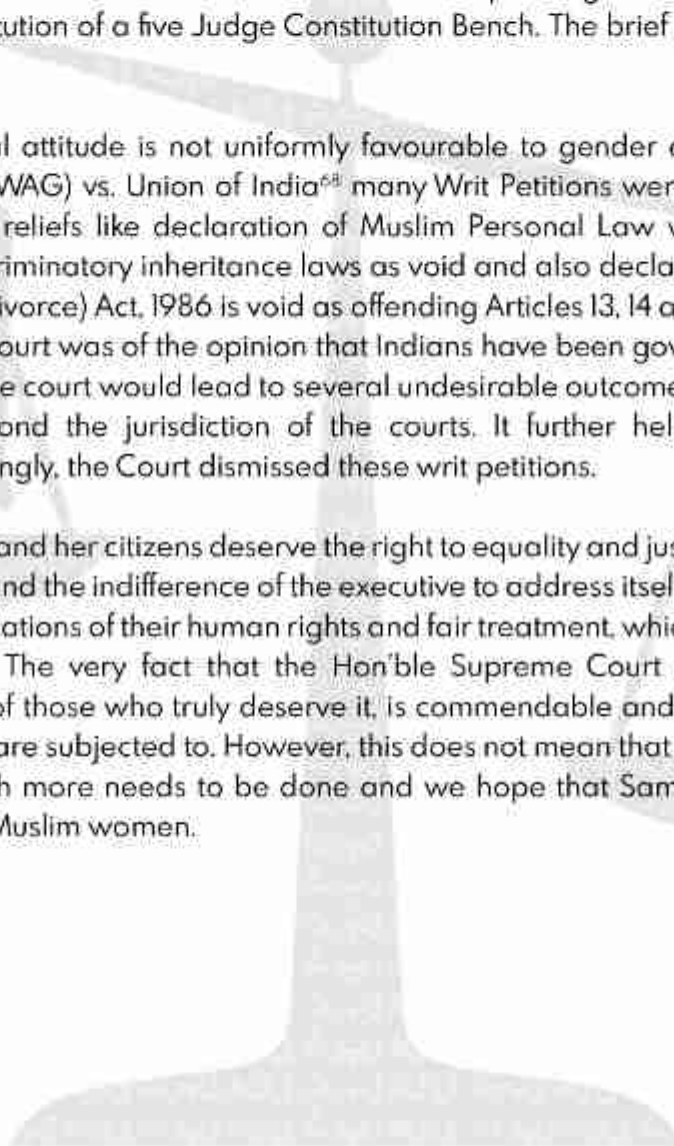 ution of a five Judge Constitution Bench. The brief
l attitude is not uniformly favourable to gender
WAG) vs. Union of India⁶⁸ many Writ Petitions wer
reliefs like declaration of Muslim Personal Law
riminatory inheritance laws as void and also decla
ivorce) Act, 1986 is void as offending Articles 13, 14 a
ourt was of the opinion that Indians have been gov
e court would lead to several undesirable outcome
ond the jurisdiction of the courts. It further hel
ngly, the Court dismissed these writ petitions.
and her citizens deserve the right to equality and jus
nd the indifference of the executive to address itsel
ations of their human rights and fair treatment, whic
The very fact that the Hon'ble Supreme Court
of those who truly deserve it, is commendable and
are subjected to. However, this does not mean that
h more needs to be done and we hope that Sam
Muslim women.